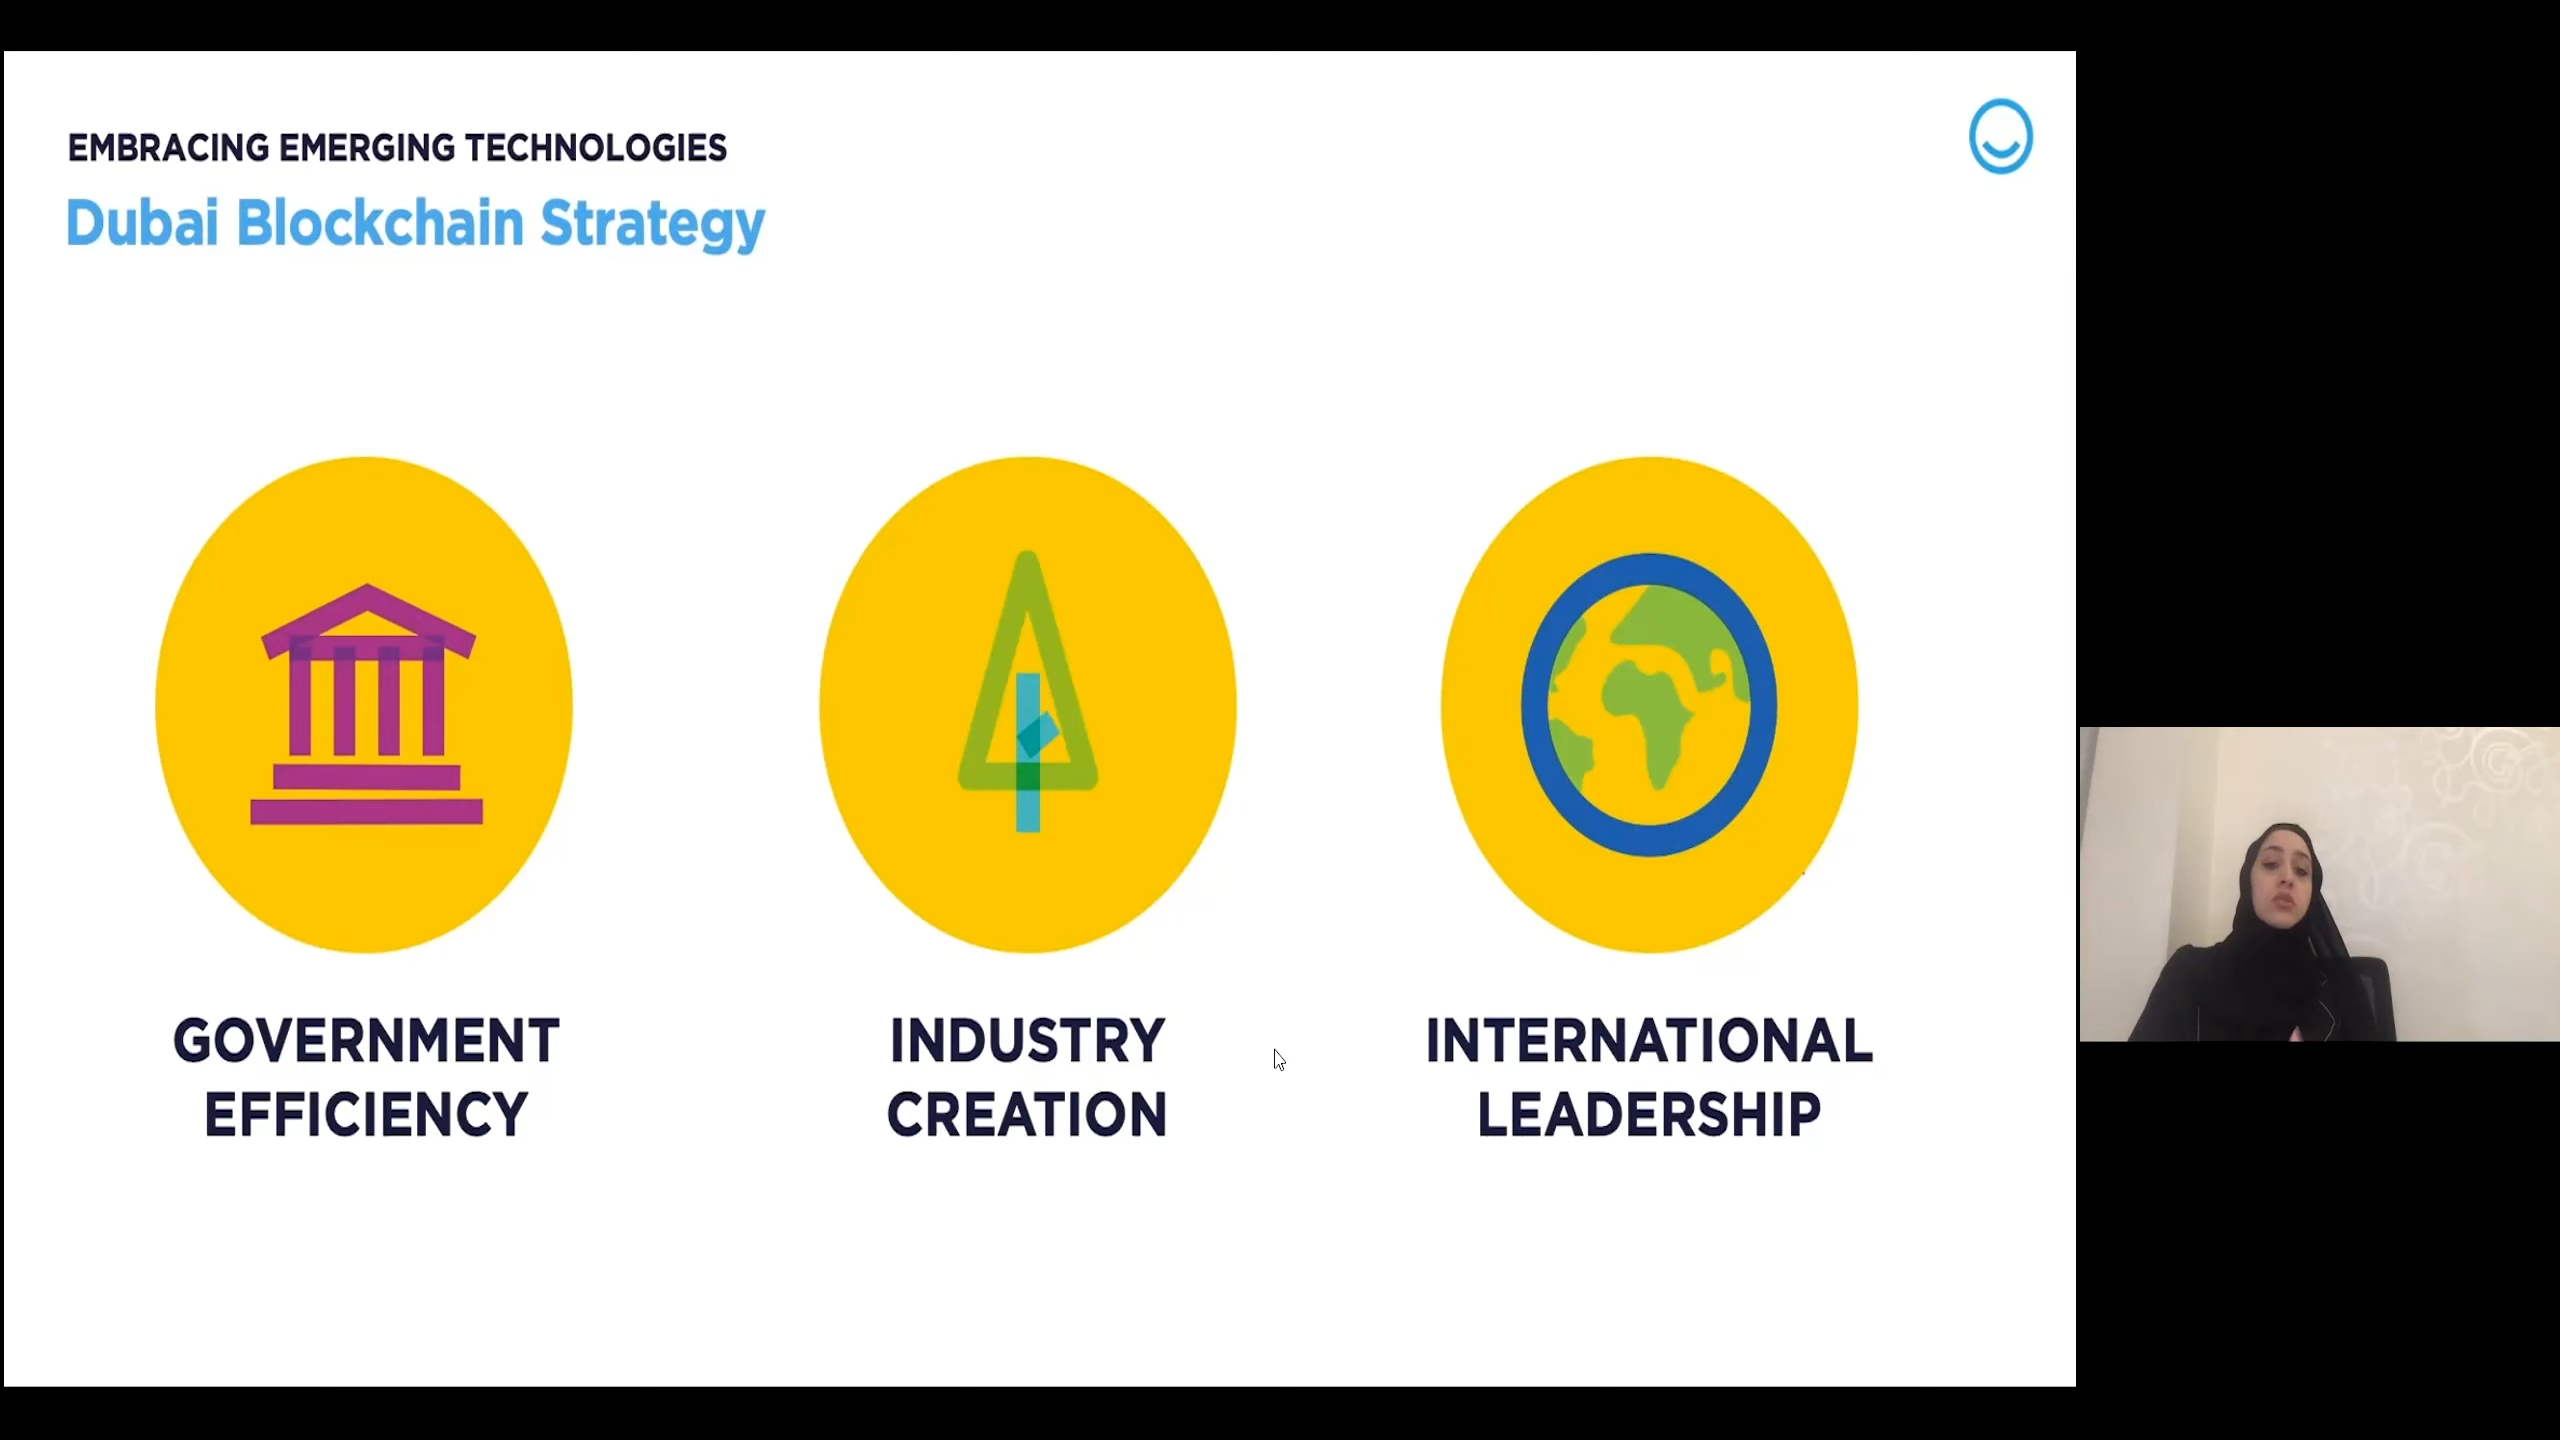 EMBRACING EMERGING TECHNOLOGIES
Dubai Blockchain Strategy
GOVERNMENT
EFFICIENCY
INDUSTRY
CREATION
INTERNATIONAL
LEADERSHIP